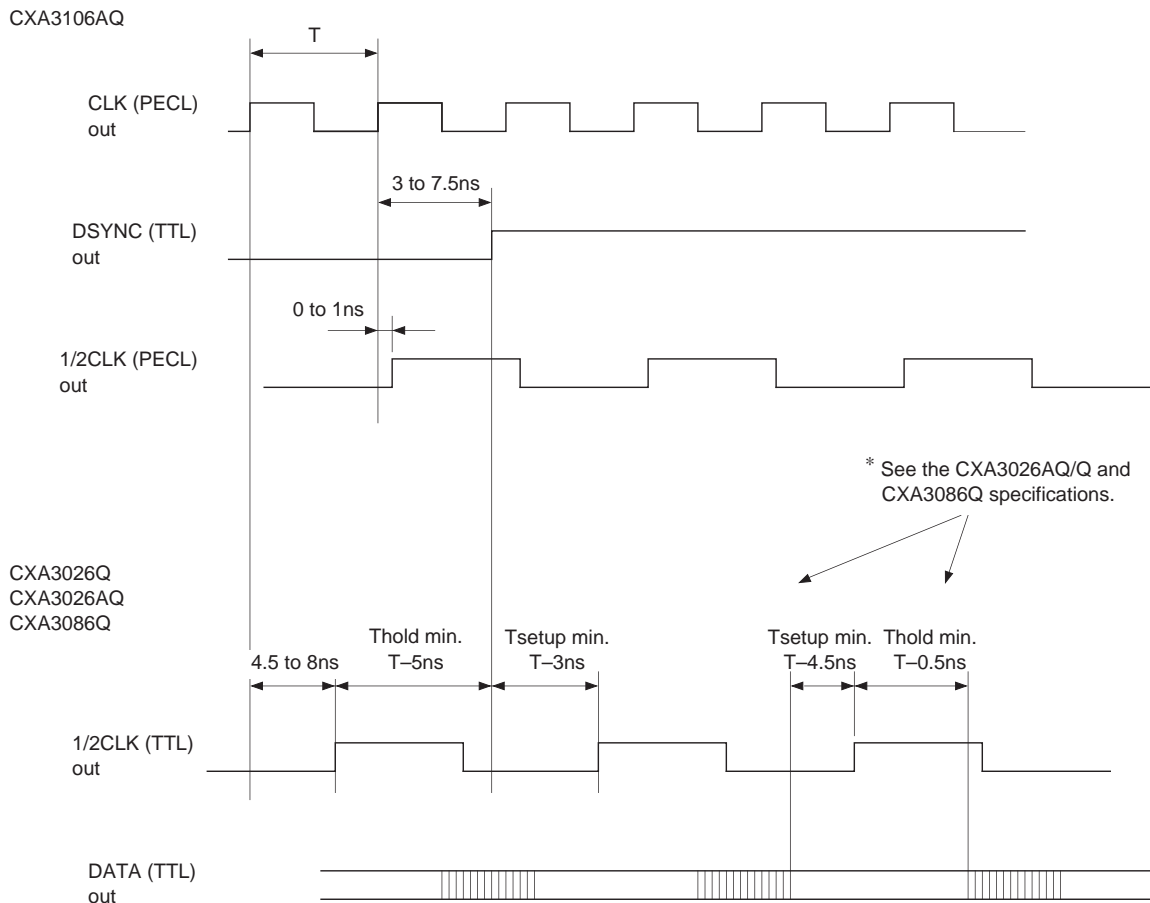 CXA3106AQ
T
CLK (PECL)
out
3 to 7.5ns
DSYNC (TTL)
out
0 to 1ns
1/2CLK (PECL)
out
* See the CXA3026AQ/Q and
CXA3086Q specifications.
CXA3026Q
CXA3026AQ
CXA3086Q
4.5 to 8ns
Thold min.
T–5ns
Tsetup min.
T–3ns
Tsetup min.
T–4.5ns
Thold min.
T–0.5ns
1/2CLK (TTL)
out
DATA (TTL)
out